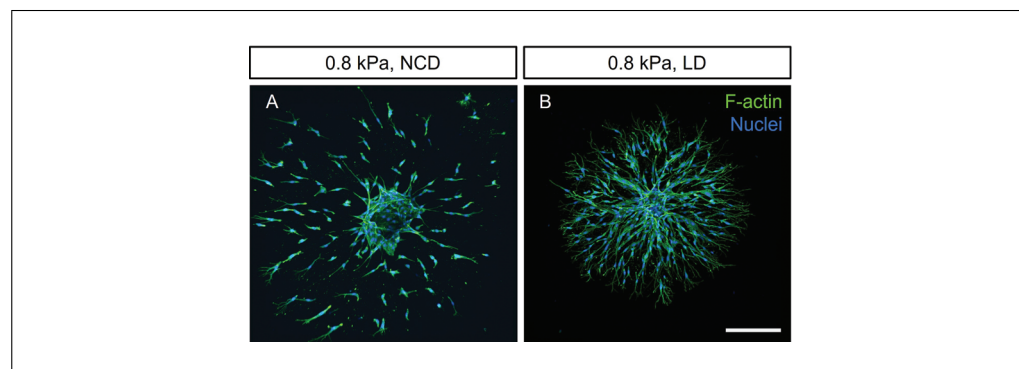 0.8 kPa, NCD
0.8 kPa, LD
A
B
F-actin
Nuclei